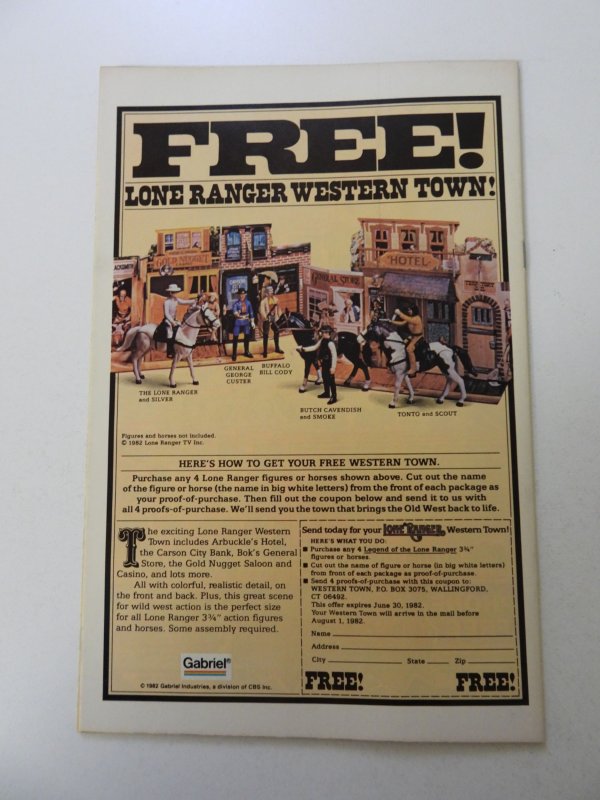 FREE!
LONE RANGER WESTERN TOWN!
GOLD NUGGET
HOTEL
GENERAL STORE
THE LONE RANGER
and SILVER
GENERAL
GEORGE
CUSTER
BUFFALO
BILL CODY
BUTCH CAVENDISH
and SMOKE
TONTO and SCOUT
Figures and horses not included.
© 1982 Lone Ranger TV Inc.
HERE'S HOW TO GET YOUR FREE WESTERN TOWN.
Purchase any 4 Lone Ranger figures or horses shown above. Cut out the name
of the figure or horse (the name in big white letters) from the front of each package as
your proof-of-purchase. Then fill out the coupon below and send it to us with
all 4 proofs-of-purchase. We'll send you the town that brings the Old West back to life.
The exciting Lone Ranger Western
Town includes Arbuckle's Hotel,
the Carson City Bank, Bok's General
Store, the Gold Nugget Saloon and
Casino, and lots more.
All with colorful, realistic detail, on
the front and back. Plus, this great scene
for wild west action is the perfect size
for all Lone Ranger 3¾" action figures
and horses. Some assembly required.
Gabriel®
© 1982 Gabriel Industries, a division of CBS Inc.
Send today for your LONE RANGER Western Town!
HERE'S WHAT YOU DO:
■ Purchase any 4 Legend of the Lone Ranger 3¾"
figures or horses.
■ Cut out the name of figure or horse (in big white letters)
from front of each package as proof-of-purchase.
■ Send 4 proofs-of-purchase with this coupon to:
WESTERN TOWN, P.O. BOX 3075, WALLINGFORD,
CT 06492.
This offer expires June 30, 1982.
Your Western Town will arrive in the mail before
August 1, 1982.
Name
Address
City State Zip
FREE! FREE!